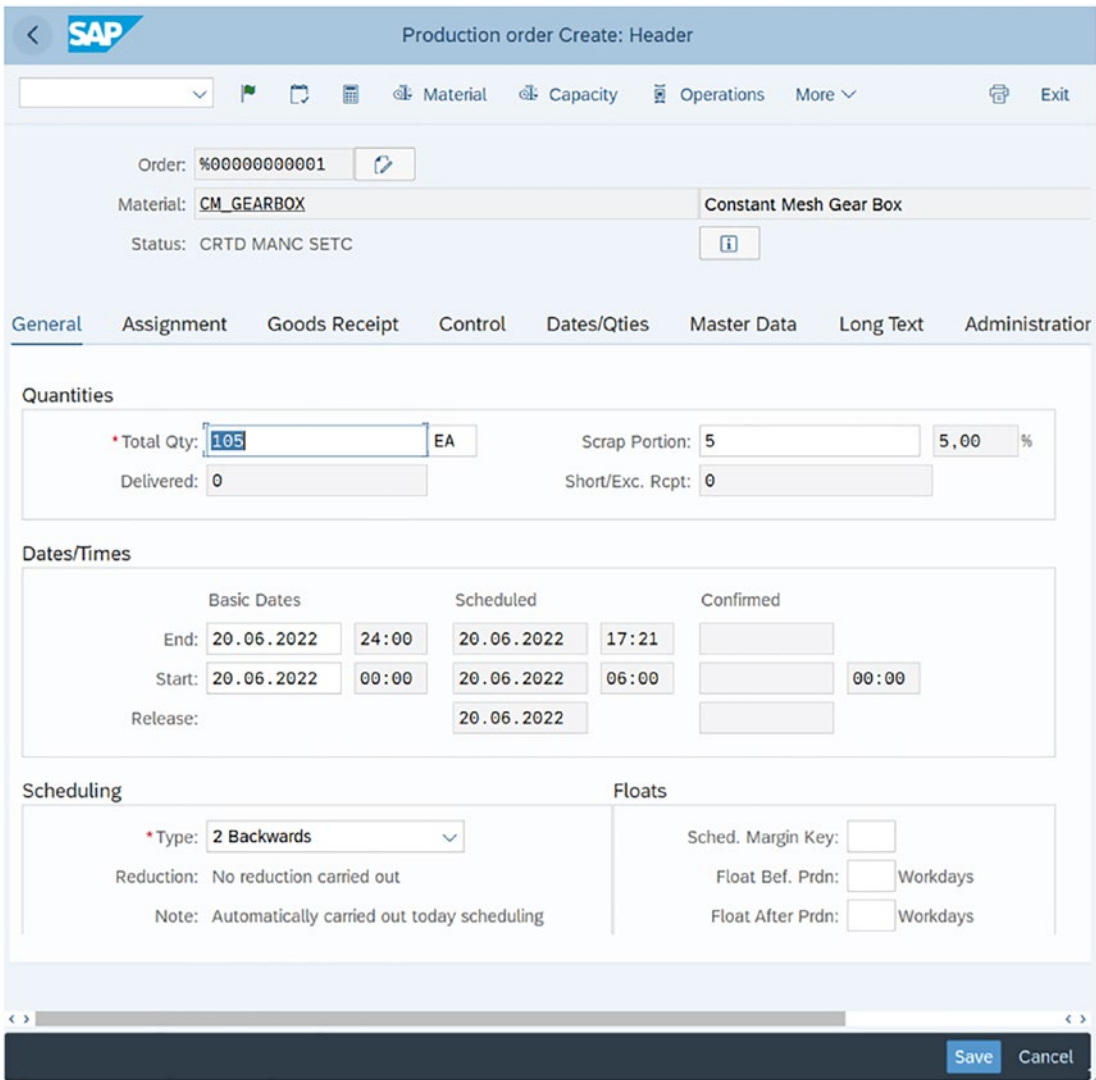 SAP Production order Create: Header
Material Capacity Operations More Exit
Order: %00000000001
Material: CM_GEARBOX Constant Mesh Gear Box
Status: CRTD MANC SETC
General Assignment Goods Receipt Control Dates/Qties Master Data Long Text Administration
Quantities
*Total Qty: 105 EA Scrap Portion: 5 5,00 %
Delivered: 0 Short/Exc. Rcpt: 0
Dates/Times
Basic Dates Scheduled Confirmed
End: 20.06.2022 24:00 20.06.2022 17:21
Start: 20.06.2022 00:00 20.06.2022 06:00 00:00
Release: 20.06.2022
Scheduling Floats
*Type: 2 Backwards Sched. Margin Key:
Reduction: No reduction carried out Float Bef. Prdn: Workdays
Note: Automatically carried out today scheduling Float After Prdn: Workdays
Save Cancel